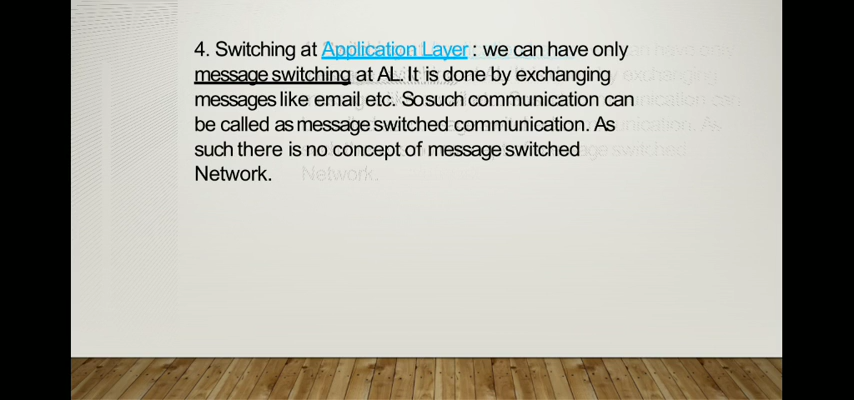 4. Switching at Application Layer : we can have only
message switching at AL. It is done by exchanging
messages like email etc. So such communication can
be called as message switched communication. As
such there is no concept of message switched
Network.